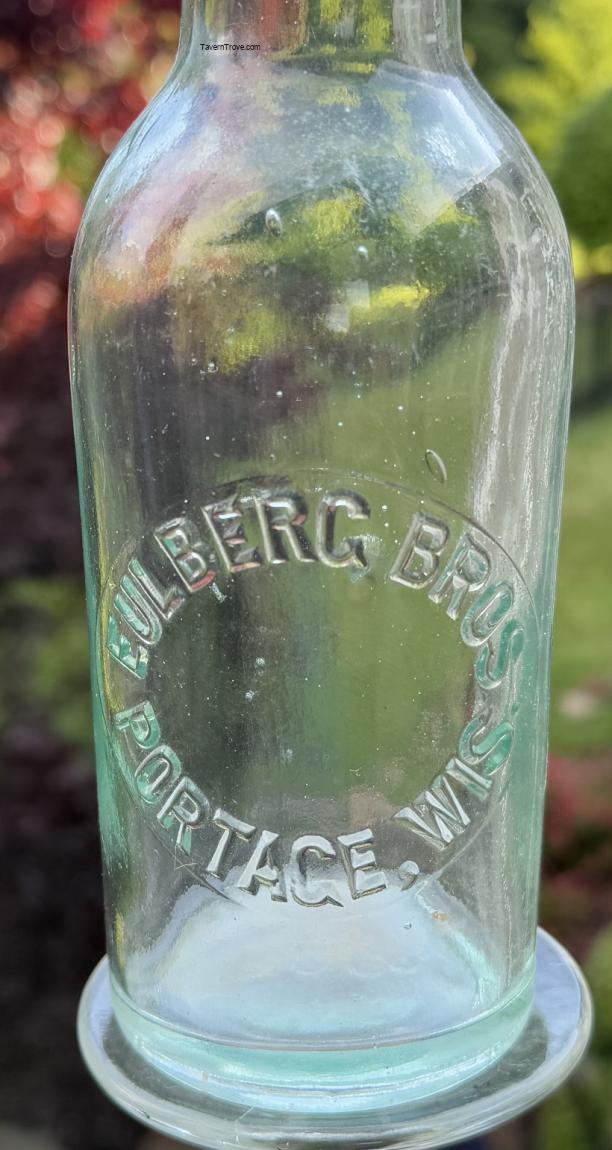 TavernTrove.com
EULBERG BROS.
PORTAGE, WIS.